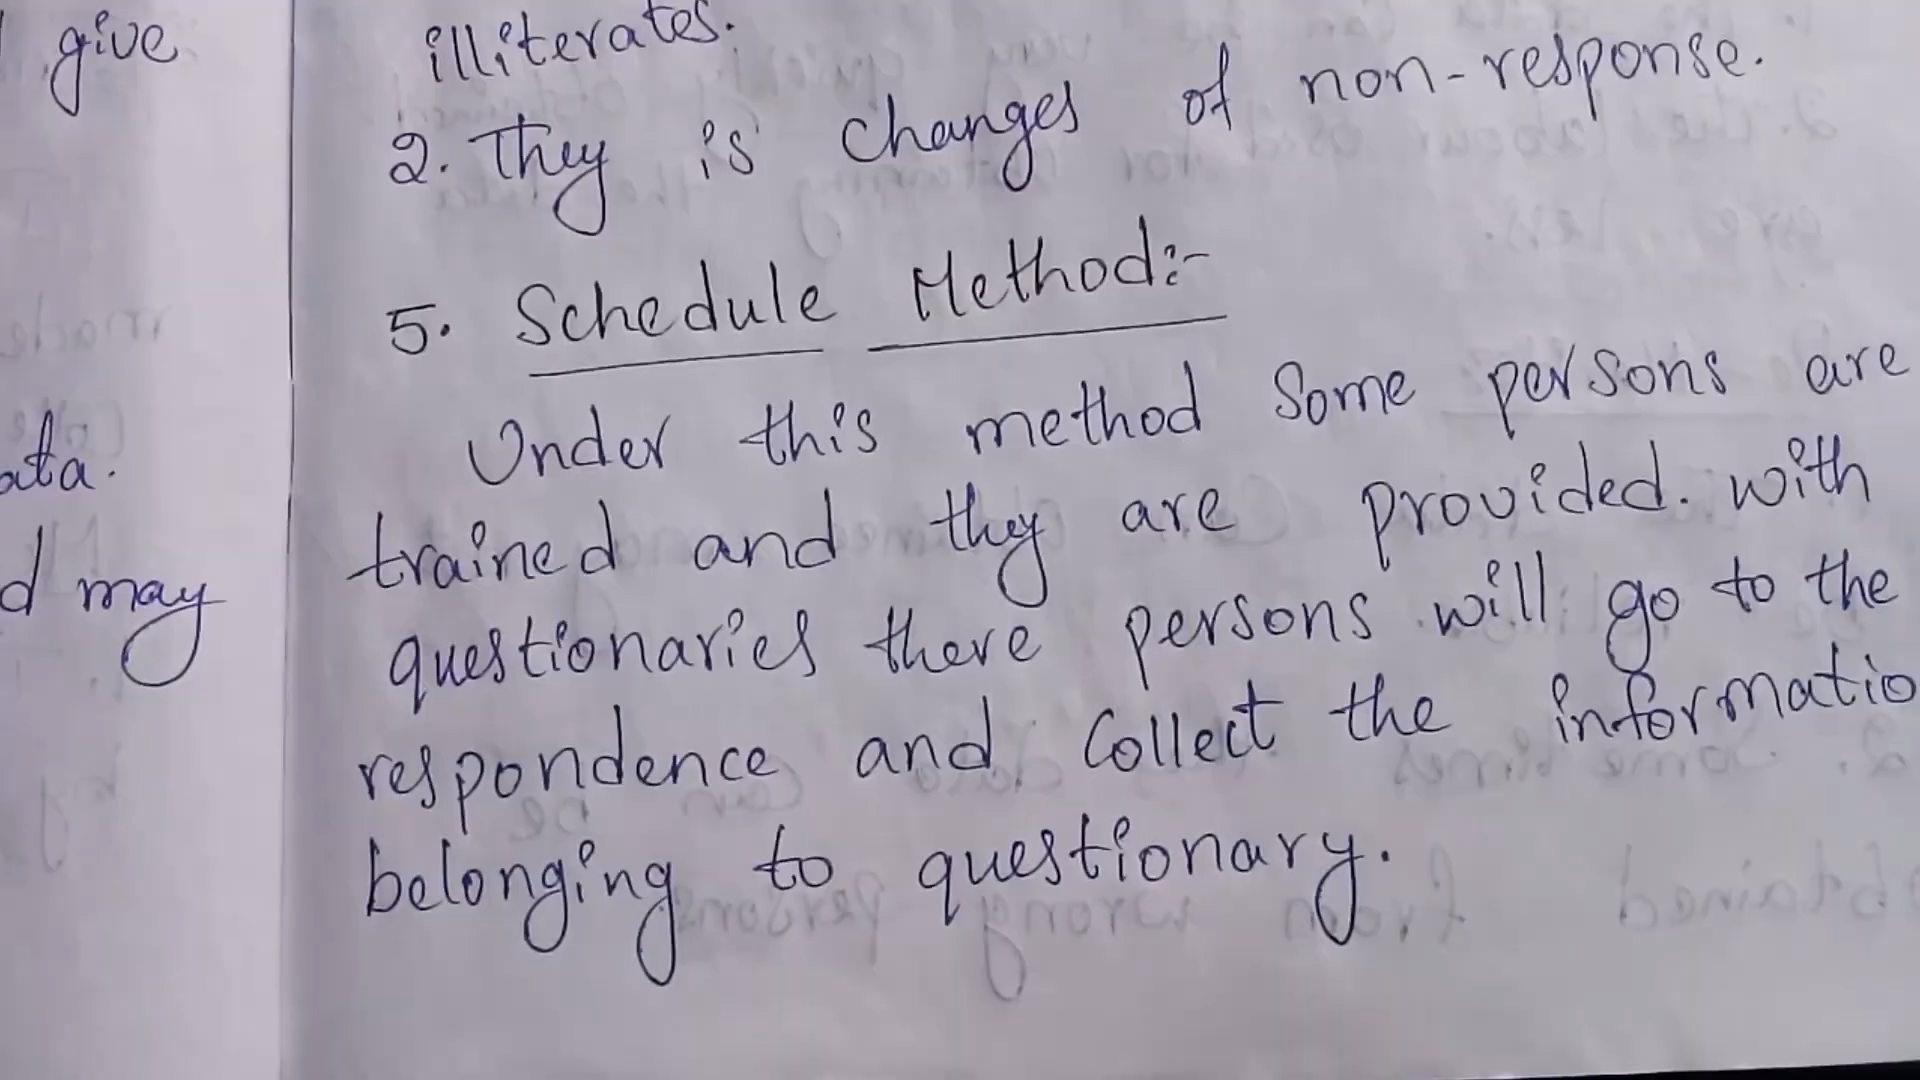 give
ata.
d may
illiterates.
2. They is changes of non-response.
5. Schedule Method:-
Under this method Some persons are
trained and they are provided. with
questionaries there persons will go to the
respondence and collect the informatio
belonging to questionary.